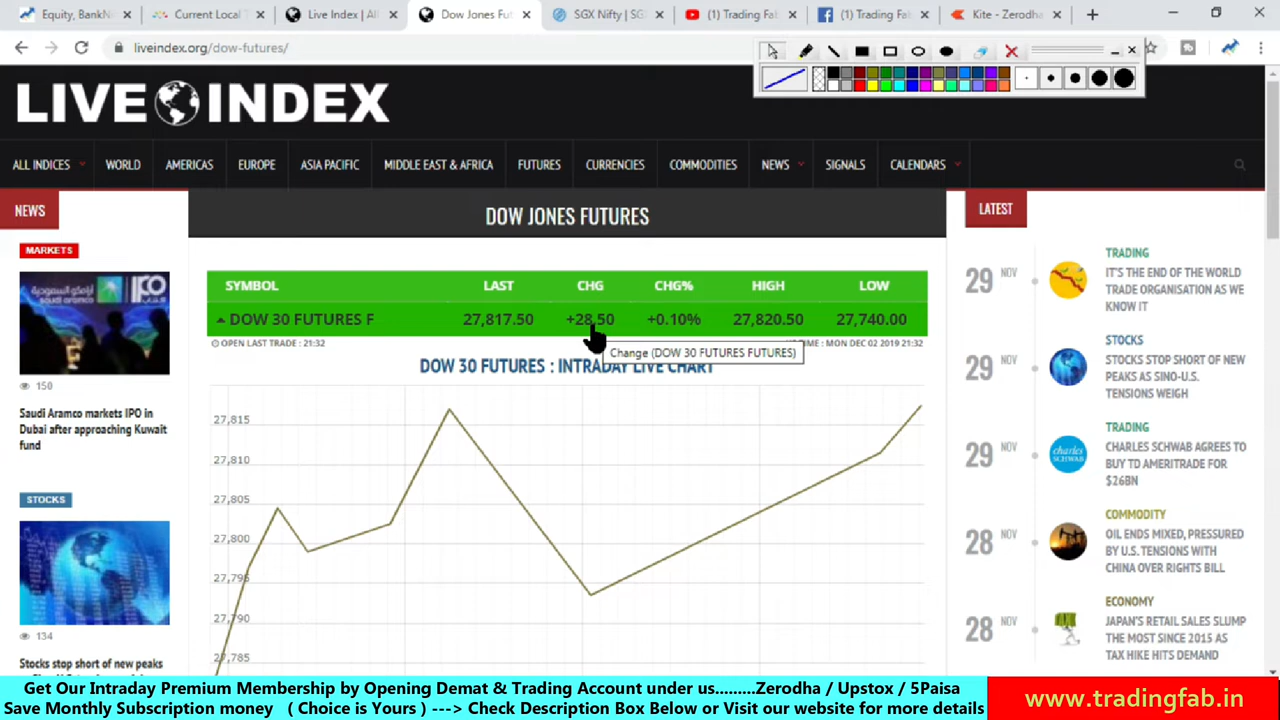 Equity, BankNi
Current Local T
Live Index | All
Dow Jones Fut
SGX Nifty | SG
(1) Trading Fab
(1) Trading Fab
Kite - Zerodha
liveindex.org/dow-futures/
LIVE INDEX
ALL INDICES
WORLD
AMERICAS
EUROPE
ASIA PACIFIC
MIDDLE EAST & AFRICA
FUTURES
CURRENCIES
COMMODITIES
NEWS
SIGNALS
CALENDARS
NEWS
MARKETS
IPO
150
Saudi Aramco markets IPO in
Dubai after approaching Kuwait
fund
STOCKS
134
Stocks stop short of new peaks
DOW JONES FUTURES
SYMBOL LAST CHG CHG% HIGH LOW
DOW 30 FUTURES F 27,817.50 +28.50 +0.10% 27,820.50 27,740.00
OPEN LAST TRADE : 21:32
TIME : MON DEC 02 2019 21:32
Change (DOW 30 FUTURES FUTURES)
DOW 30 FUTURES : INTRADAY LIVE CHART
27,815
27,810
27,805
27,800
27,795
27,790
27,785
LATEST
29 NOV
TRADING
IT'S THE END OF THE WORLD
TRADE ORGANISATION AS WE
KNOW IT
29 NOV
STOCKS
STOCKS STOP SHORT OF NEW
PEAKS AS SINO-U.S.
TENSIONS WEIGH
29 NOV
charles
SCHWAB
TRADING
CHARLES SCHWAB AGREES TO
BUY TD AMERITRADE FOR
$26BN
28 NOV
COMMODITY
OIL ENDS MIXED, PRESSURED
BY U.S. TENSIONS WITH
CHINA OVER RIGHTS BILL
28 NOV
ECONOMY
JAPAN'S RETAIL SALES SLUMP
THE MOST SINCE 2015 AS
TAX HIKE HITS DEMAND
Get Our Intraday Premium Membership by Opening Demat & Trading Account under us.........Zerodha / Upstox / 5Paisa
Save Monthly Subscription money ( Choice is Yours ) ---> Check Description Box Below or Visit our website for more details
www.tradingfab.in